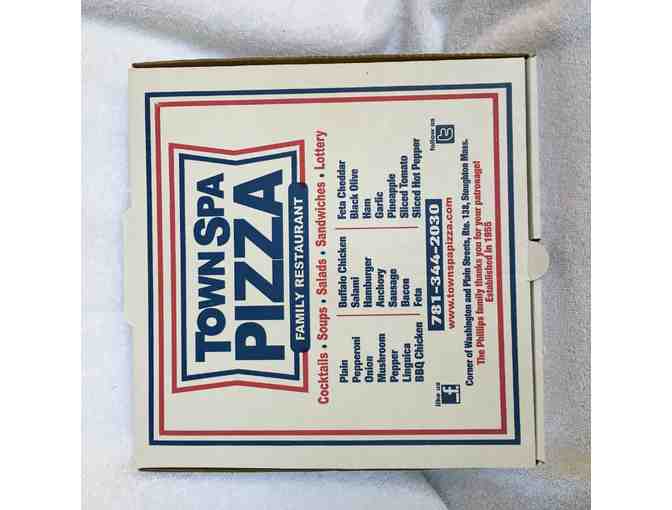 TOWN SPA
PIZZA
FAMILY RESTAURANT
Cocktails • Soups • Salads • Sandwiches • Lottery
Plain
Pepperoni
Onion
Mushroom
Pepper
Linguica
BBQ Chicken
Buffalo Chicken
Salami
Hamburger
Anchovy
Sausage
Bacon
Feta
Feta Cheddar
Black Olive
Ham
Garlic
Pineapple
Sliced Tomato
Sliced Hot Pepper
like us
f
781-344-2030
www.townspapizza.com
follow us
t
Corner of Washington and Plain Streets, Rte. 138, Stoughton Mass.
The Phillips family thanks you for your patronage!
Established in 1955